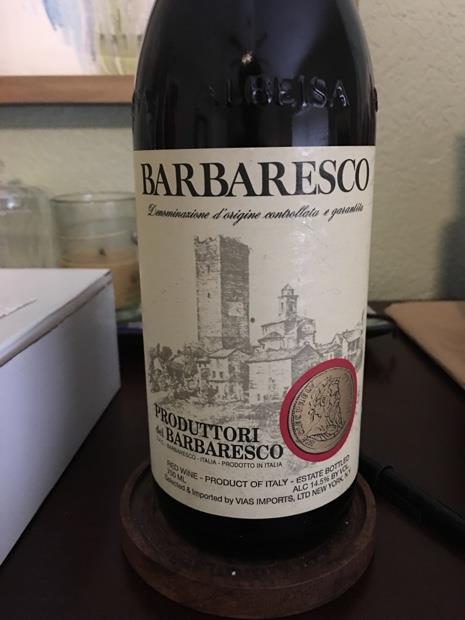 ALBEISA
BARBARESCO
Denominazione d'origine controllata e garantita
PRODUTTORI
del BARBARESCO
BARBARESCO - ITALIA - PRODOTTO IN ITALIA
RED WINE - PRODUCT OF ITALY - ESTATE BOTTLED
750 ML. ALC 14.5% BY VOL.
Selected & Imported by VIAS IMPORTS, LTD NEW YORK, N.Y.